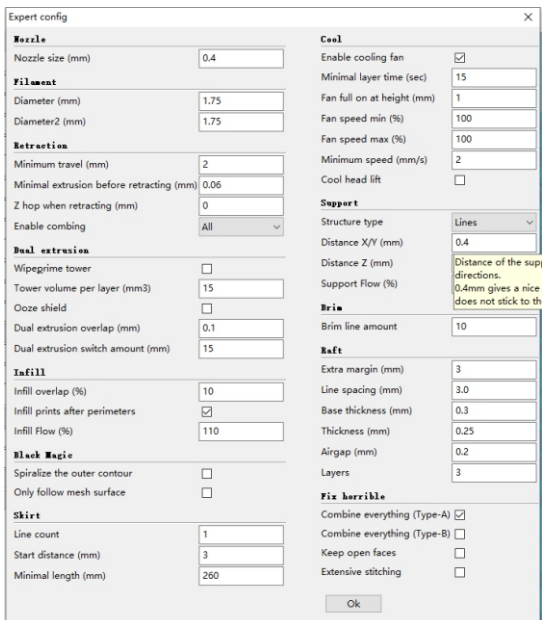 Expert config
Nozzle
Nozzle size (mm) 0.4
Filament
Diameter (mm) 1.75
Diameter2 (mm) 1.75
Retraction
Minimum travel (mm) 2
Minimal extrusion before retracting (mm) 0.06
Z hop when retracting (mm) 0
Enable combing All
Dual extrusion
Wipe&prime tower
Tower volume per layer (mm3) 15
Ooze shield
Dual extrusion overlap (mm) 0.1
Dual extrusion switch amount (mm) 15
Infill
Infill overlap (%) 10
Infill prints after perimeters
Infill Flow (%) 110
Black Magic
Spiralize the outer contour
Only follow mesh surface
Skirt
Line count 1
Start distance (mm) 3
Minimal length (mm) 260
Cool
Enable cooling fan
Minimal layer time (sec) 15
Fan full on at height (mm) 1
Fan speed min (%) 100
Fan speed max (%) 100
Minimum speed (mm/s) 2
Cool head lift
Support
Structure type Lines
Distance X/Y (mm) 0.4
Distance Z (mm)
Support Flow (%)
Distance of the sup
directions.
0.4mm gives a nice
does not stick to th
Brim
Brim line amount 10
Raft
Extra margin (mm) 3
Line spacing (mm) 3.0
Base thickness (mm) 0.3
Thickness (mm) 0.25
Airgap (mm) 0.2
Layers 3
Fix horrible
Combine everything (Type-A)
Combine everything (Type-B)
Keep open faces
Extensive stitching
Ok